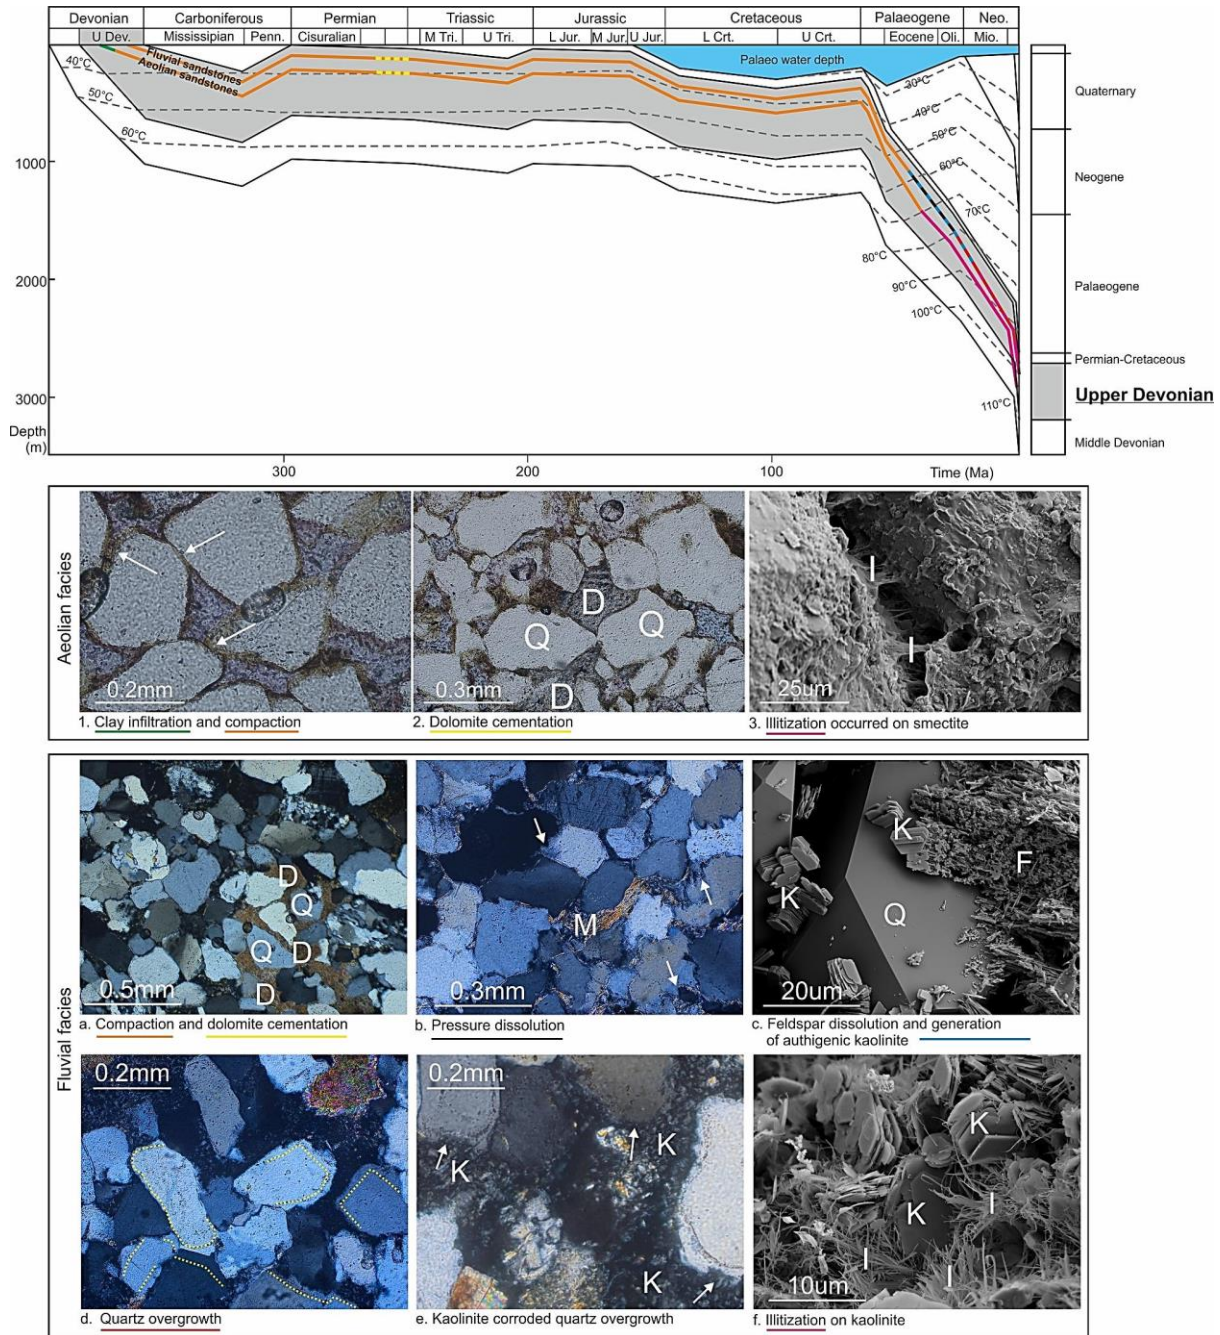 Devonian Carboniferous Permian Triassic Jurassic Cretaceous Palaeogene Neo.
U Dev. Mississipian Penn. Cisuralian M Tri. U Tri. L Jur. M Jur. U Jur. L Crt. U Crt. Eocene Oli. Mio.
Fluvial sandstones
Aeolian sandstones
Palaeo water depth
40°C
50°C
60°C
30°C
40°C
50°C
60°C
70°C
80°C
90°C
100°C
110°C
1000
2000
3000
Depth
(m)
300 200 100 Time (Ma)
Quaternary
Neogene
Palaeogene
Permian-Cretaceous
Upper Devonian
Middle Devonian
Aeolian facies
0.2mm
1. Clay infiltration and compaction
D
Q Q
D
0.3mm
2. Dolomite cementation
I
I
25um
3. Illitization occurred on smectite
Fluvial facies
D
Q
Q D
D
0.5mm
a. Compaction and dolomite cementation
M
0.3mm
b. Pressure dissolution
K
K F
Q
20um
c. Feldspar dissolution and generation
of authigenic kaolinite
0.2mm
d. Quartz overgrowth
0.2mm
K
K
K
e. Kaolinite corroded quartz overgrowth
K
K I
I I
10um
f. Illitization on kaolinite